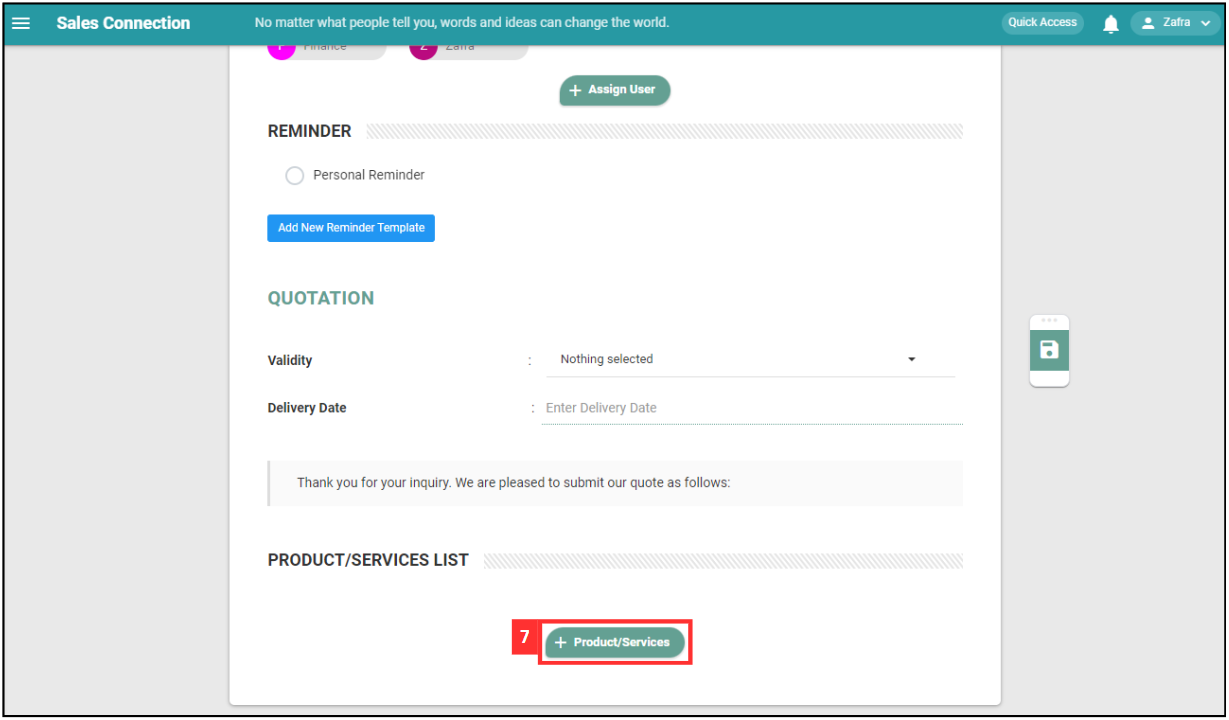 Sales Connection No matter what people tell you, words and ideas can change the world. Quick Access Zafra
1 Finance 2 Zafra
+ Assign User
REMINDER
Personal Reminder
Add New Reminder Template
QUOTATION
Validity : Nothing selected
Delivery Date : Enter Delivery Date
Thank you for your inquiry. We are pleased to submit our quote as follows:
PRODUCT/SERVICES LIST
7 + Product/Services